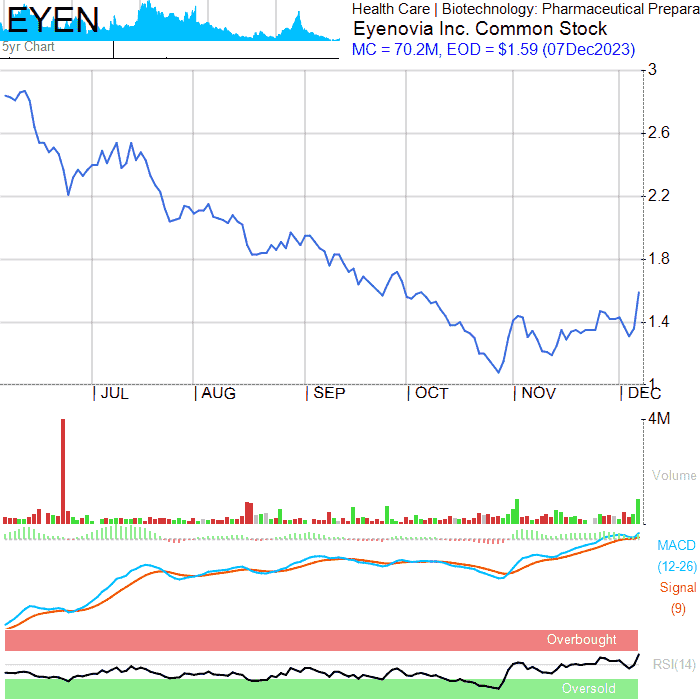 EYEN
5yr Chart
Health Care | Biotechnology: Pharmaceutical Prepara
Eyenovia Inc. Common Stock
MC = 70.2M, EOD = $1.59 (07Dec2023)
3
2.6
2.2
1.8
1.4
1
JUL AUG SEP OCT NOV DEC
4M
Volume
MACD
(12-26)
Signal
(9)
Overbought
RSI(14)
Oversold